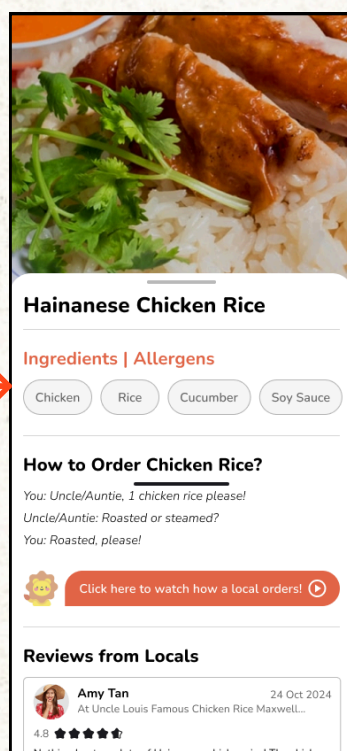 Hainanese Chicken Rice
Ingredients | Allergens
Chicken Rice Cucumber Soy Sauce
How to Order Chicken Rice?
You: Uncle/Auntie, 1 chicken rice please!
Uncle/Auntie: Roasted or steamed?
You: Roasted, please!
Click here to watch how a local orders!
Reviews from Locals
Amy Tan 24 Oct 2024
At Uncle Louis Famous Chicken Rice Maxwell...
4.8